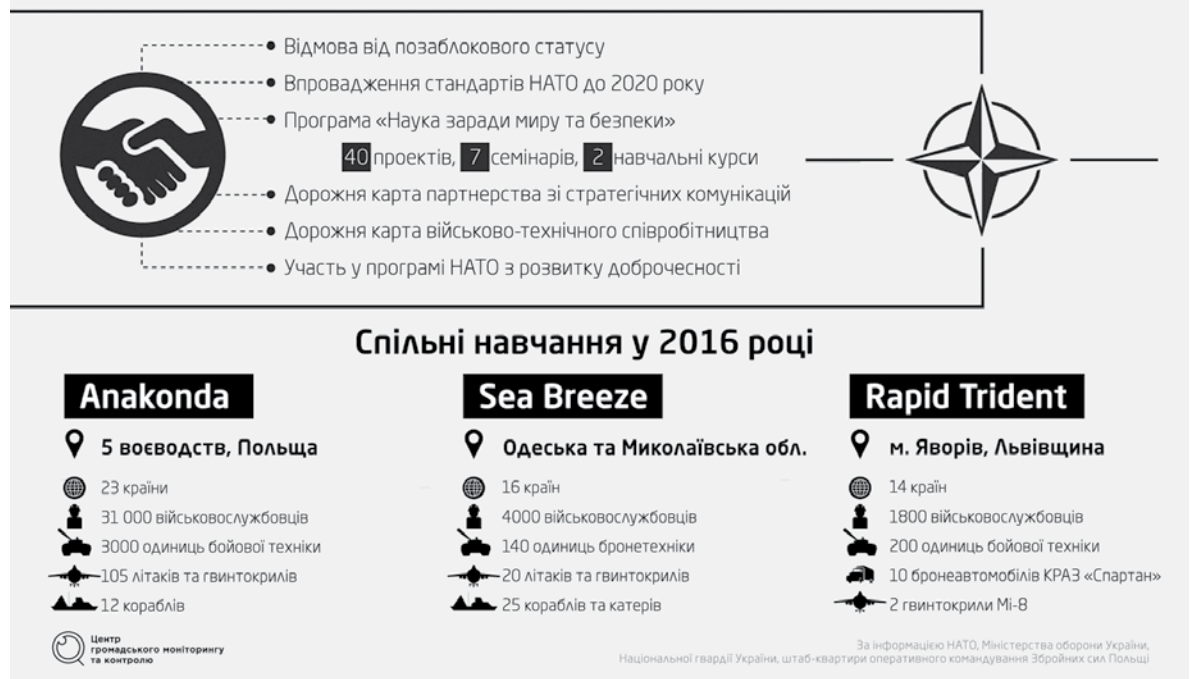 Відмова від позаблокового статусу
Впровадження стандартів НАТО до 2020 року
Програма «Наука заради миру та безпеки»
40 проектів, 7 семінарів, 2 навчальні курси
Дорожня карта партнерства зі стратегічних комунікацій
Дорожня карта військово-технічного співробітництва
Участь у програмі НАТО з розвитку доброчесності
Спільні навчання у 2016 році
Anakonda
5 воєводств, Польща
23 країни
31 000 військовослужбовців
3000 одиниць бойової техніки
105 літаків та гвинтокрилів
12 кораблів
Sea Breeze
Одеська та Миколаївська обл.
16 країн
4000 військовослужбовців
140 одиниць бронетехніки
20 літаків та гвинтокрилів
25 кораблів та катерів
Rapid Trident
м. Яворів, Львівщина
14 країн
1800 військовослужбовців
200 одиниць бойової техніки
10 бронеавтомобілів КРАЗ «Спартан»
2 гвинтокрили Мі-8
Центр
громадського моніторингу
та контролю
За інформацією НАТО, Міністерства оборони України,
Національної гвардії України, штаб-квартири оперативного командування Збройних сил Польщі